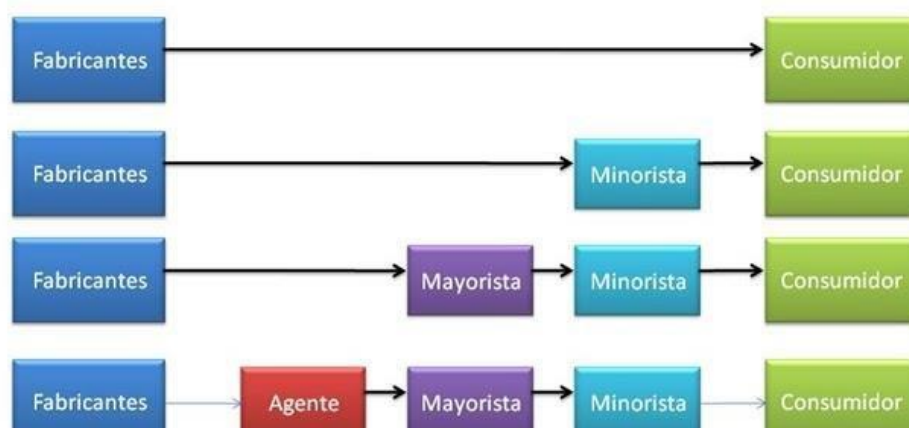 Fabricantes Consumidor
Fabricantes Minorista Consumidor
Fabricantes Mayorista Minorista Consumidor
Fabricantes Agente Mayorista Minorista Consumidor